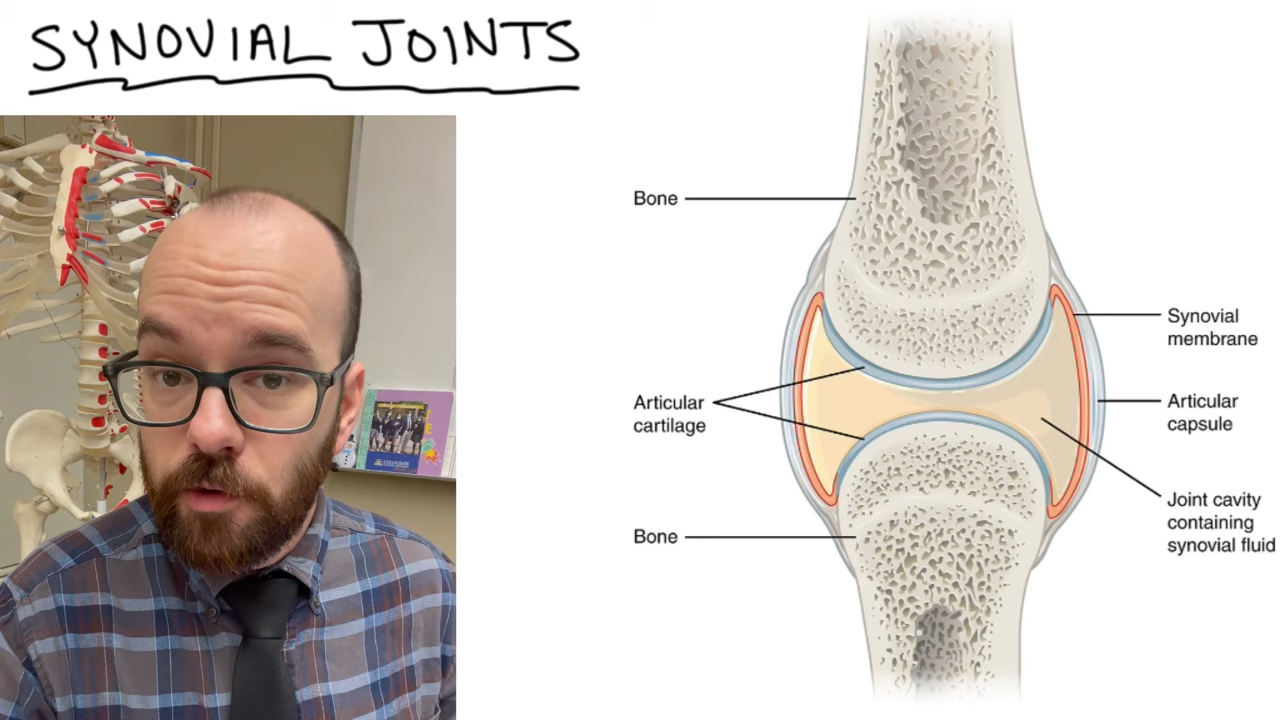 SYNOVIAL JOINTS
Bone
Synovial
membrane
Articular
cartilage
Articular
capsule
Joint cavity
containing
synovial fluid
Bone